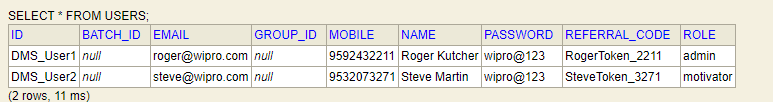 SELECT * FROM USERS;
ID BATCH_ID EMAIL GROUP_ID MOBILE NAME PASSWORD REFERRAL_CODE ROLE
DMS_User1 null roger@wipro.com null 9592432211 Roger Kutcher wipro@123 RogerToken_2211 admin
DMS_User2 null steve@wipro.com null 9532073271 Steve Martin wipro@123 SteveToken_3271 motivator
(2 rows, 11 ms)